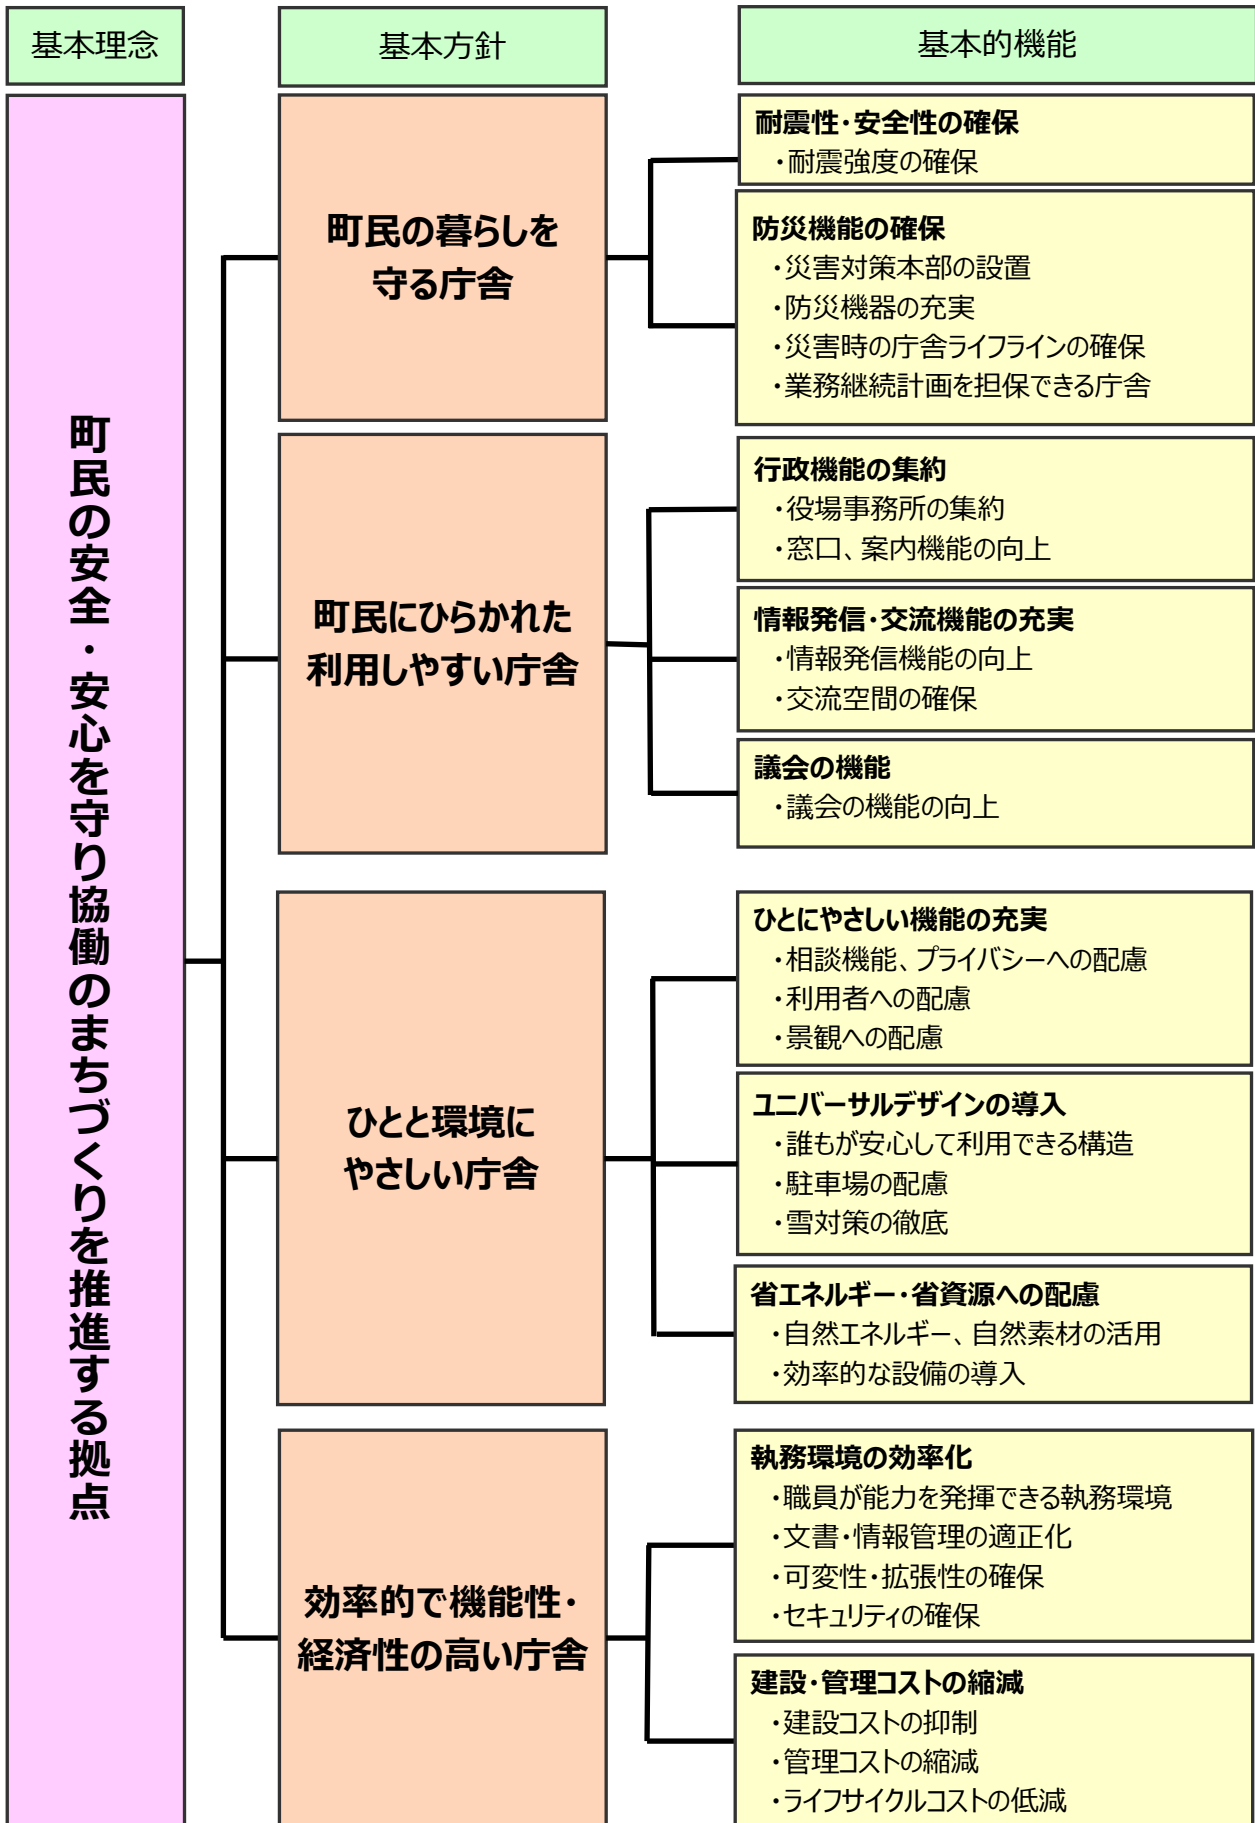 基本理念
基本方針
基本的機能
町民の安全・安心を守り協働のまちづくりを推進する拠点
町民の暮らしを
守る庁舎
耐震性・安全性の確保
・耐震強度の確保
防災機能の確保
・災害対策本部の設置
・防災機器の充実
・災害時の庁舎ライフラインの確保
・業務継続計画を担保できる庁舎
町民にひらかれた
利用しやすい庁舎
行政機能の集約
・役場事務所の集約
・窓口、案内機能の向上
情報発信・交流機能の充実
・情報発信機能の向上
・交流空間の確保
議会の機能
・議会の機能の向上
ひとと環境に
やさしい庁舎
ひとにやさしい機能の充実
・相談機能、プライバシーへの配慮
・利用者への配慮
・景観への配慮
ユニバーサルデザインの導入
・誰もが安心して利用できる構造
・駐車場の配慮
・雪対策の徹底
省エネルギー・省資源への配慮
・自然エネルギー、自然素材の活用
・効率的な設備の導入
効率的で機能性・
経済性の高い庁舎
執務環境の効率化
・職員が能力を発揮できる執務環境
・文書・情報管理の適正化
・可変性・拡張性の確保
・セキュリティの確保
建設・管理コストの縮減
・建設コストの抑制
・管理コストの縮減
・ライフサイクルコストの低減